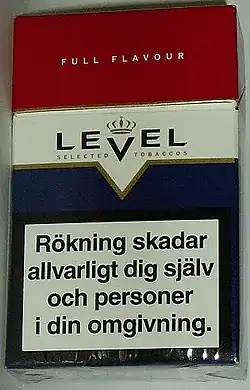 FULL FLAVOUR
LEVEL
SELECTED TOBACCOS
Rökning skadar
allvarligt dig själv
och personer
i din omgivning.